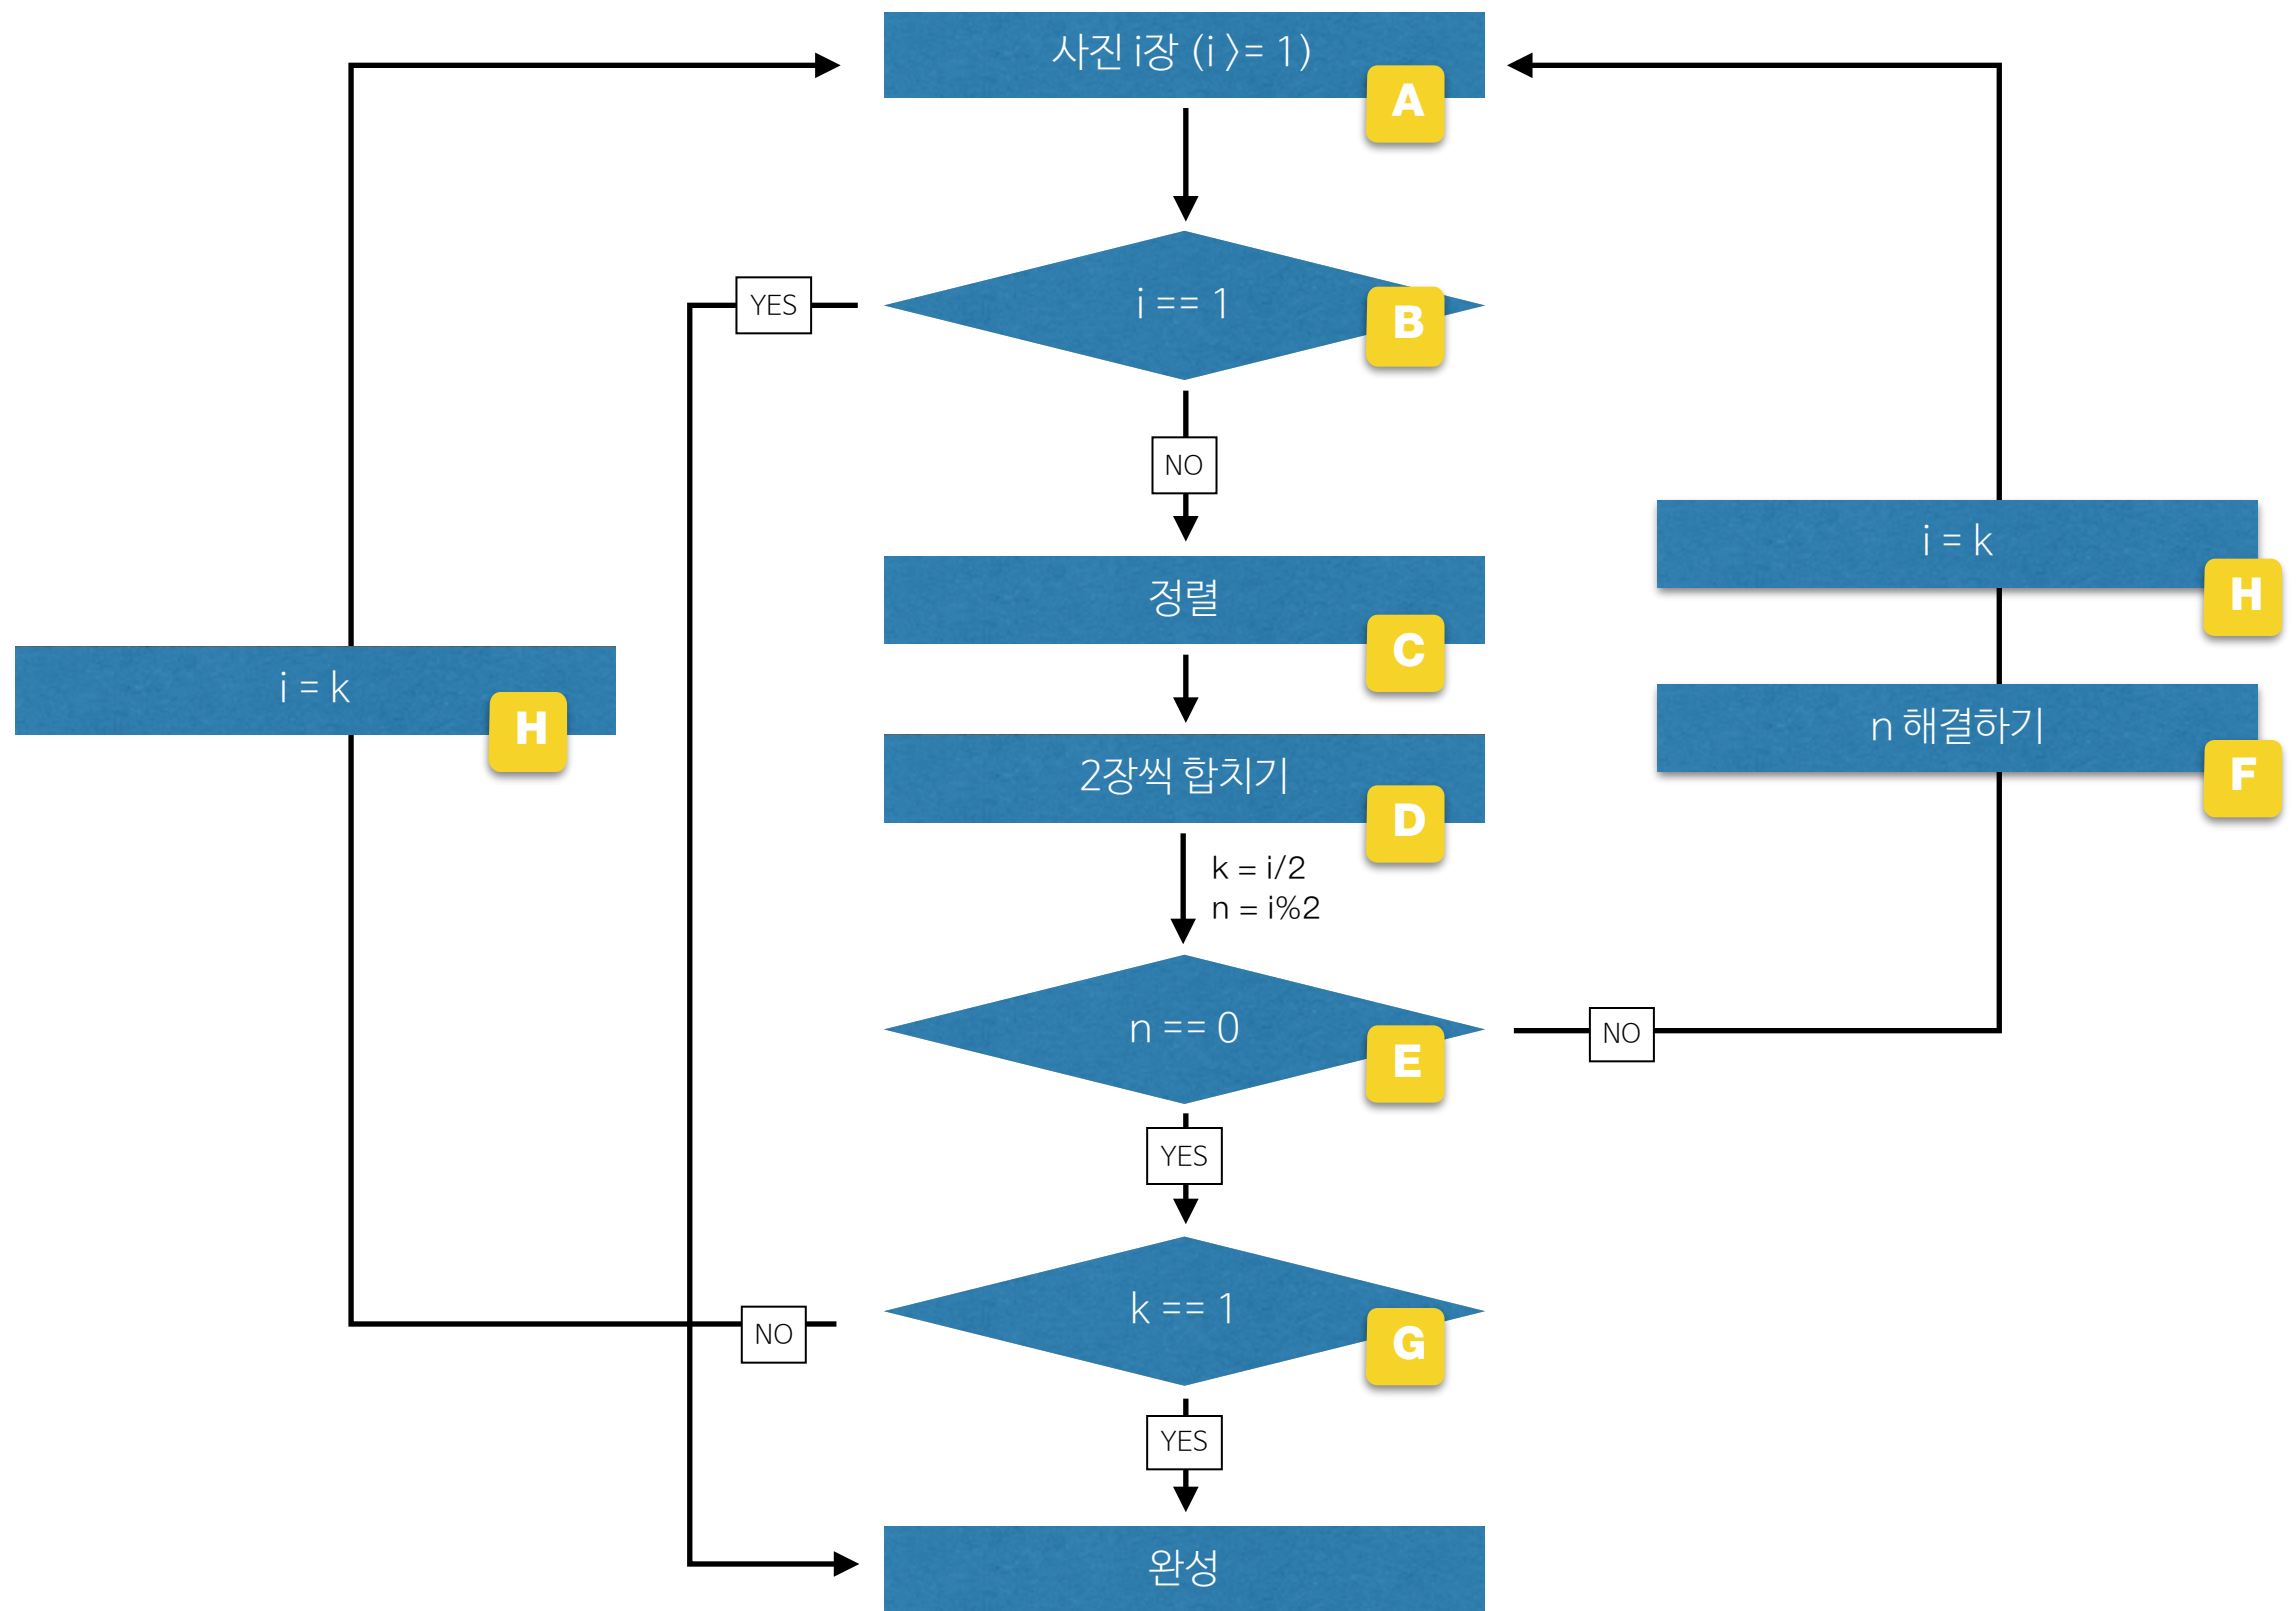 사진 i장 (i >= 1)
A
i == 1
B
YES
NO
정렬
C
2장씩 합치기
D
k = i/2
n = i%2
n == 0
E
NO
n 해결하기
F
i = k
H
YES
k == 1
G
NO
i = k
H
YES
완성